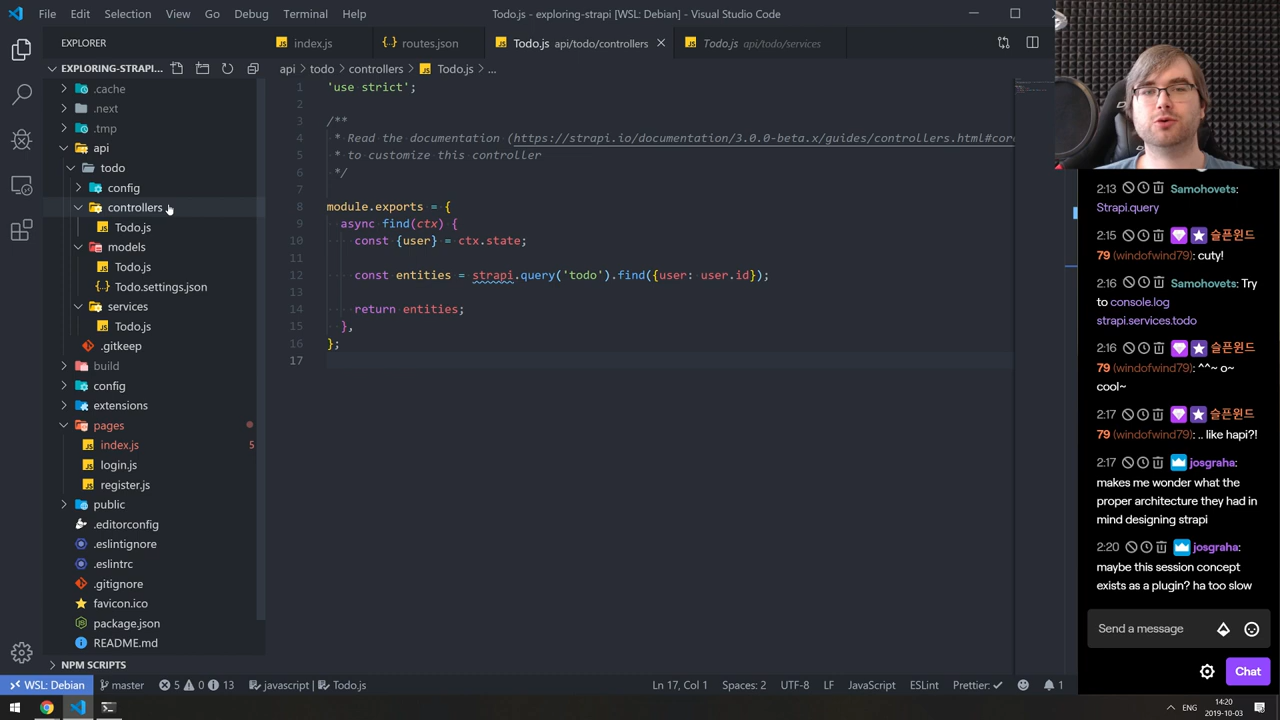 File Edit Selection View Go Debug Terminal Help
Todo.js - exploring-strapi [WSL: Debian] - Visual Studio Code
EXPLORER
index.js
routes.json
Todo.js api/todo/controllers
Todo.js api/todo/services
EXPLORING-STRAPI...
api > todo > controllers > Todo.js > ...
.cache
.next
.tmp
api
todo
config
controllers
Todo.js
models
Todo.js
Todo.settings.json
services
Todo.js
.gitkeep
build
config
extensions
pages
index.js 5
login.js
register.js
public
.editorconfig
.eslintignore
.eslintrc
.gitignore
favicon.ico
package.json
README.md
NPM SCRIPTS
1 'use strict';
2
3 /**
4 * Read the documentation (https://strapi.io/documentation/3.0.0-beta.x/guides/controllers.html#cor
5 * to customize this controller
6 */
7
8 module.exports = {
9 async find(ctx) {
10 const {user} = ctx.state;
11
12 const entities = strapi.query('todo').find({user: user.id});
13
14 return entities;
15 },
16 };
17
2:13 Samohovets:
Strapi.query
2:15 슬픈윈드
79 (windofwind79): cuty!
2:16 Samohovets: Try
to console.log
strapi.services.todo
2:16 슬픈윈드
79 (windofwind79): ^^~ o~
cool~
2:17 슬픈윈드
79 (windofwind79): .. like hapi?!
2:17 josgraha:
makes me wonder what the
proper architecture they had in
mind designing strapi
2:20 josgraha:
maybe this session concept
exists as a plugin? ha too slow
Send a message
Chat
WSL: Debian master 5 0 13 javascript | Todo.js
Ln 17, Col 1 Spaces: 2 UTF-8 LF JavaScript ESLint Prettier: ✓ 1
ENG
14:20
2019-10-03